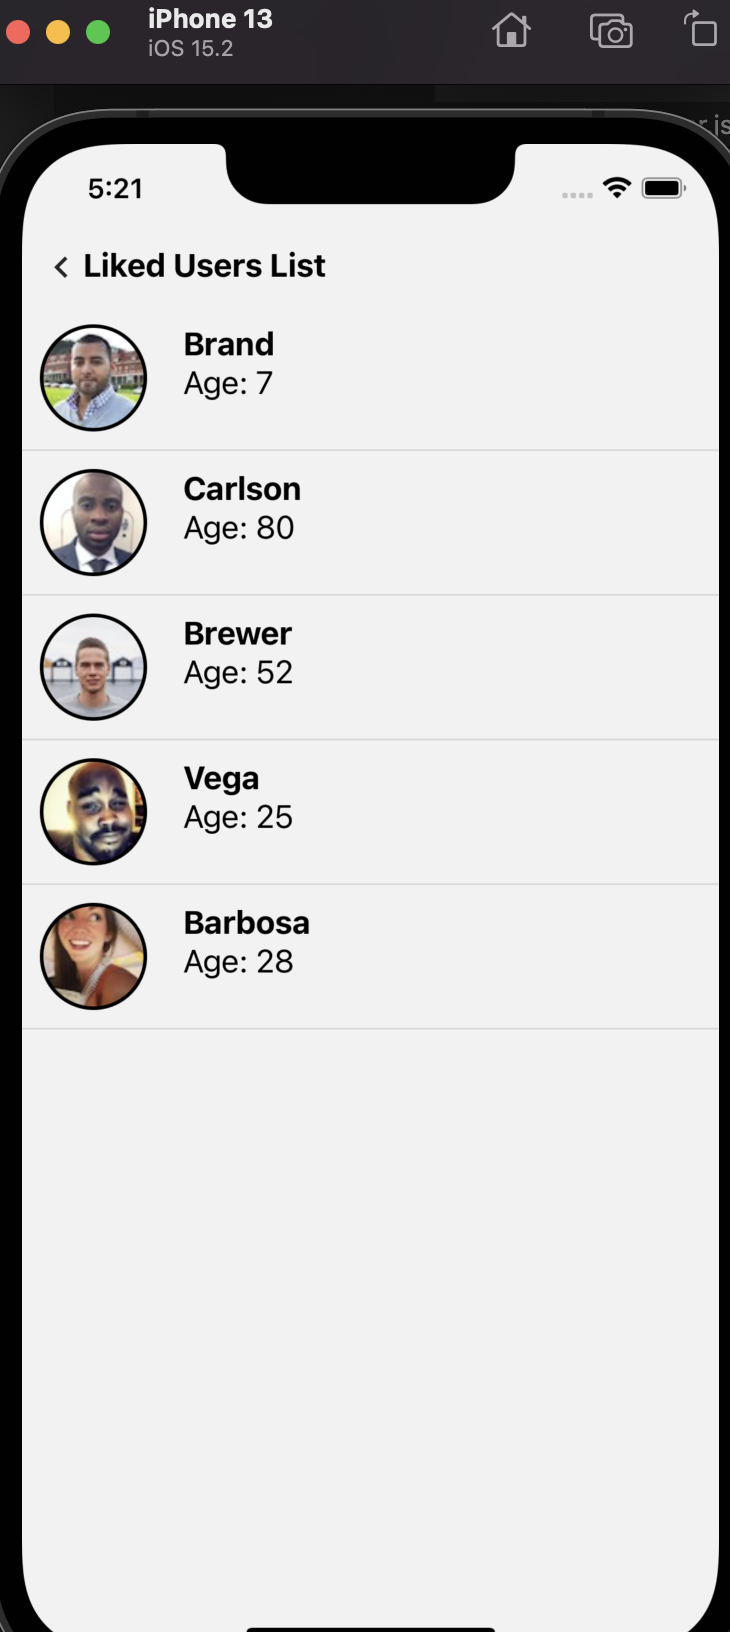 iPhone 13
iOS 15.2
r.js
5:21
Liked Users List
Brand
Age: 7
Carlson
Age: 80
Brewer
Age: 52
Vega
Age: 25
Barbosa
Age: 28